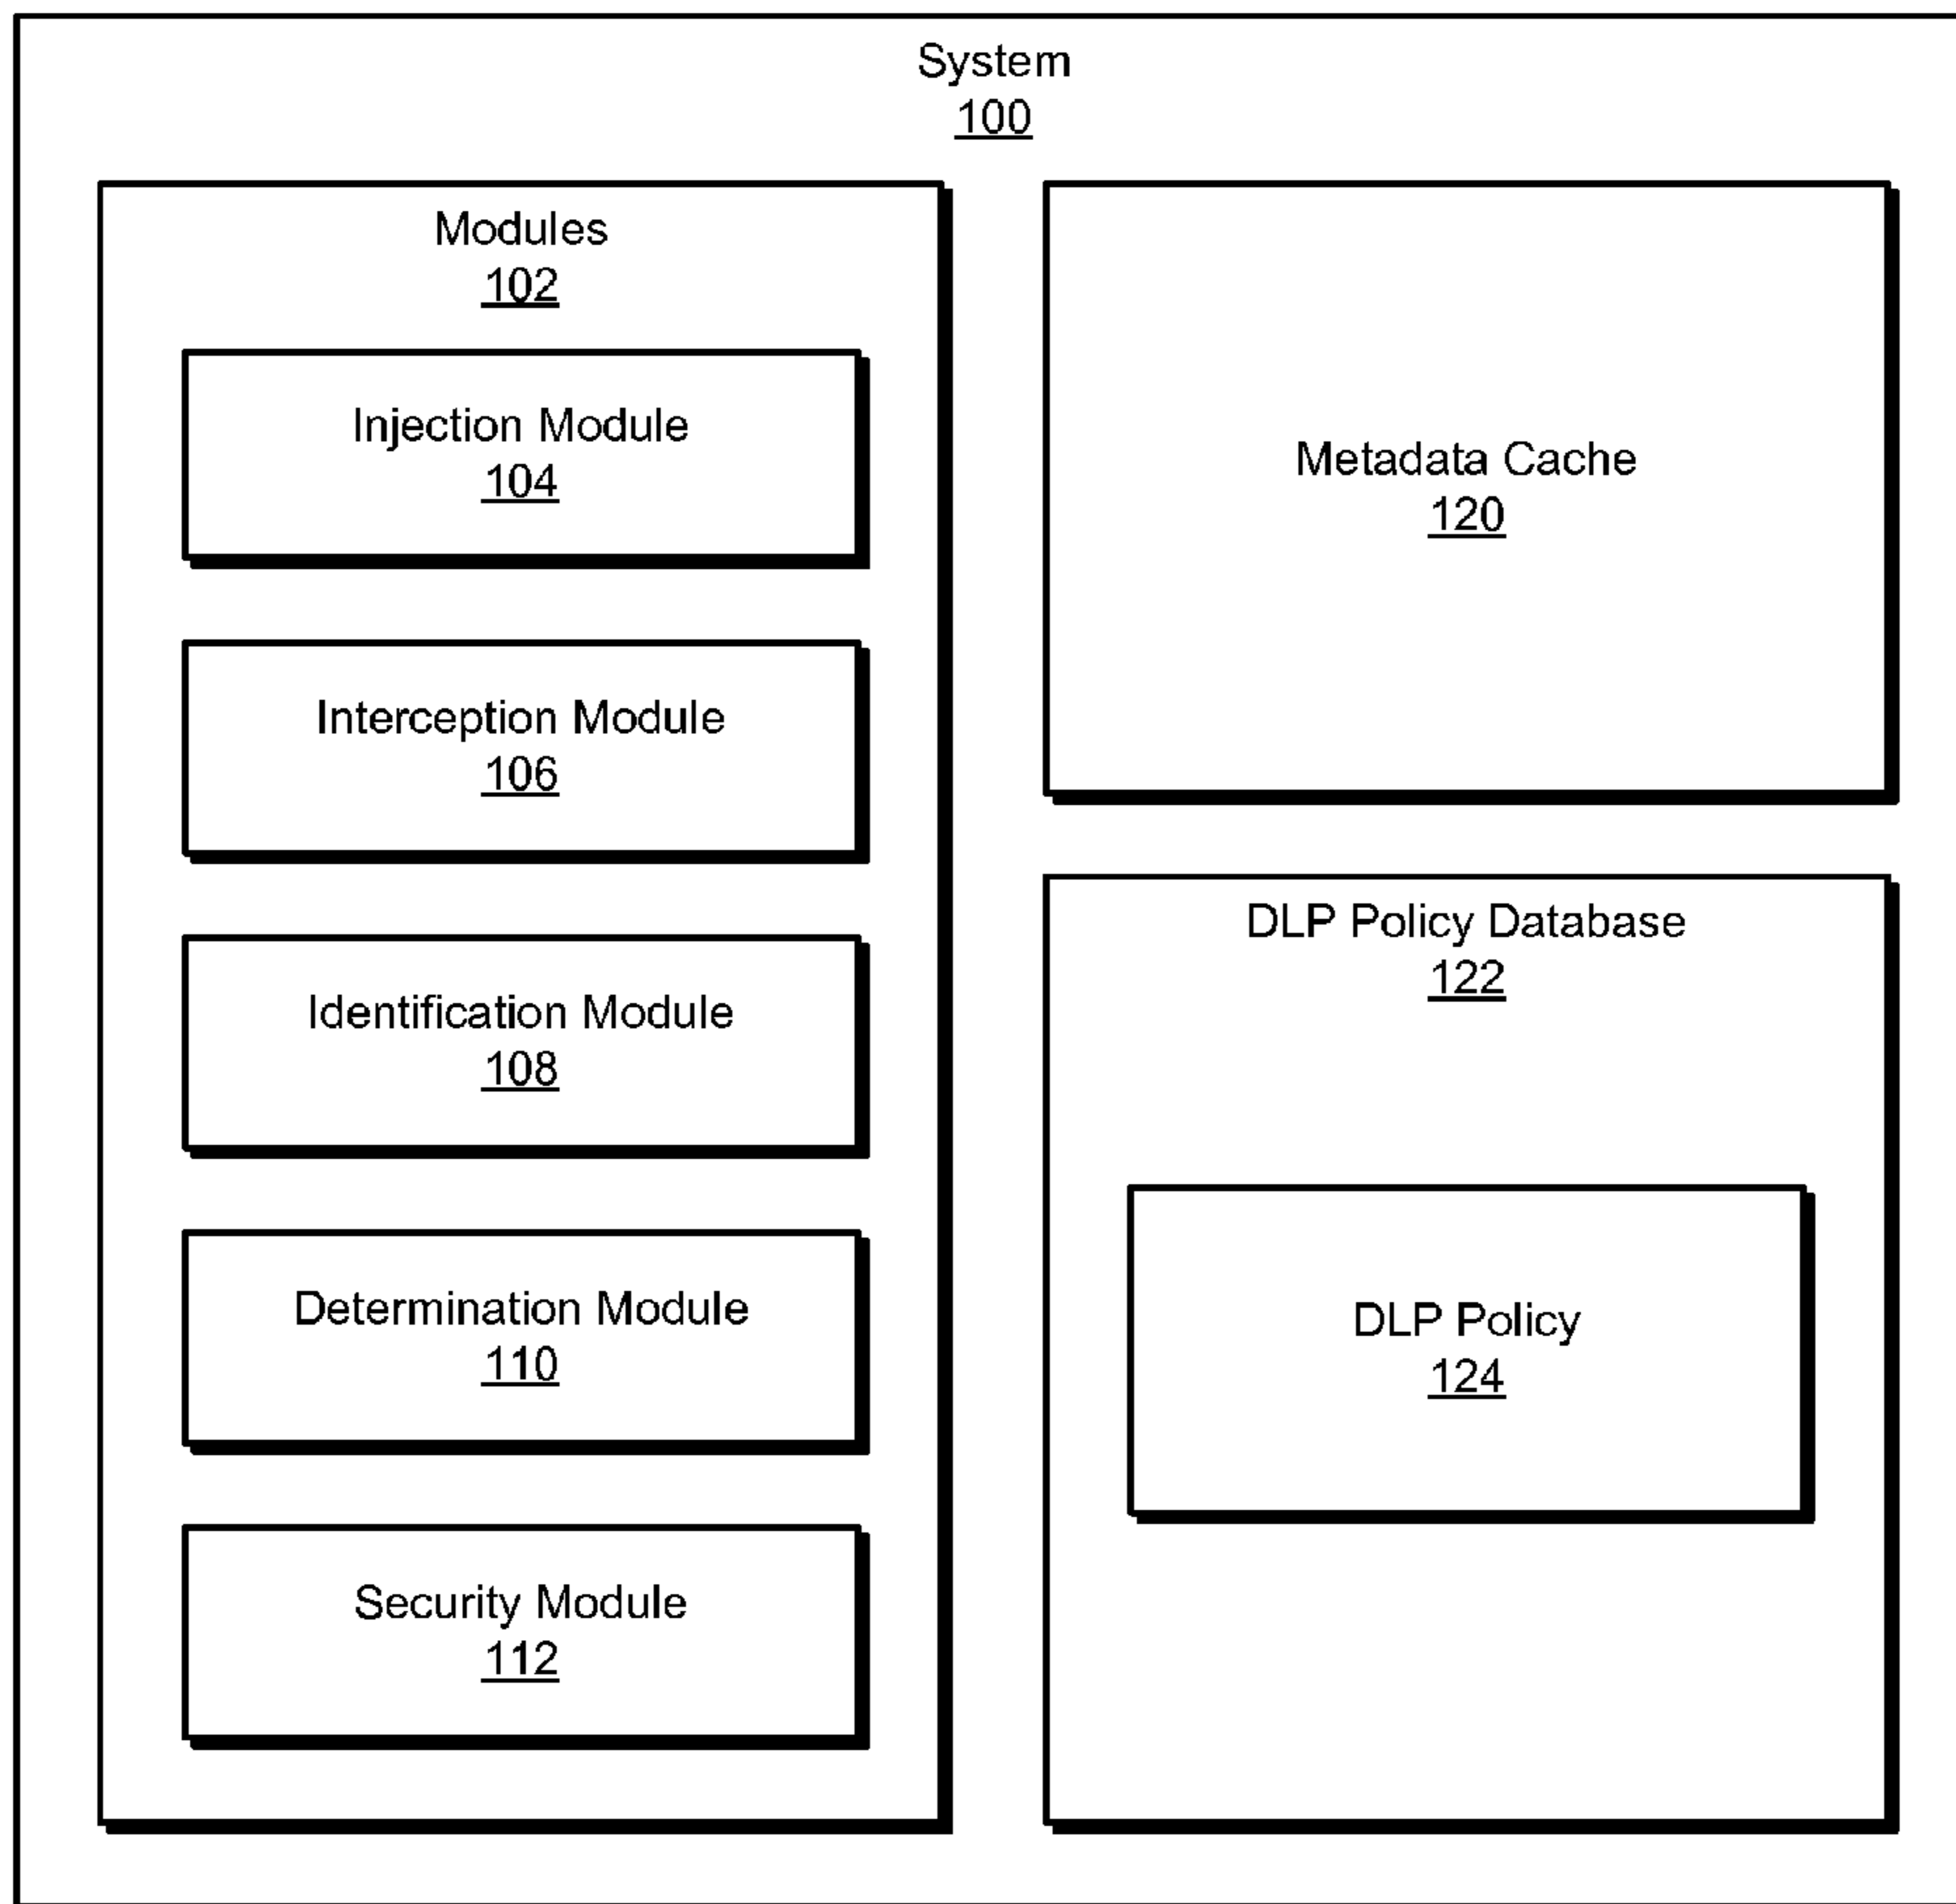 System
100
Modules
102
Injection Module
104
Interception Module
106
Identification Module
108
Determination Module
110
Security Module
112
Metadata Cache
120
DLP Policy Database
122
DLP Policy
124